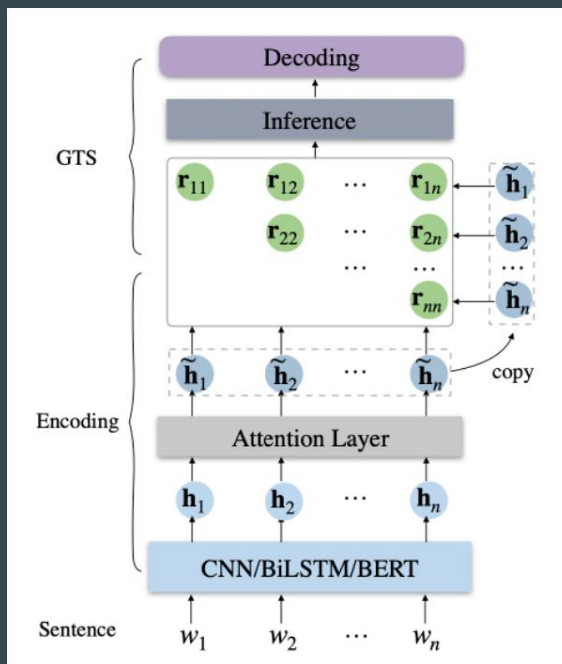 Decoding
Inference
GTS
r11 r12 ... r1n h̃1
r22 ... r2n h̃2
... ... ...
rnn h̃n
h̃1 h̃2 ... h̃n copy
Encoding
Attention Layer
h1 h2 ... hn
CNN/BiLSTM/BERT
Sentence w1 w2 ... wn